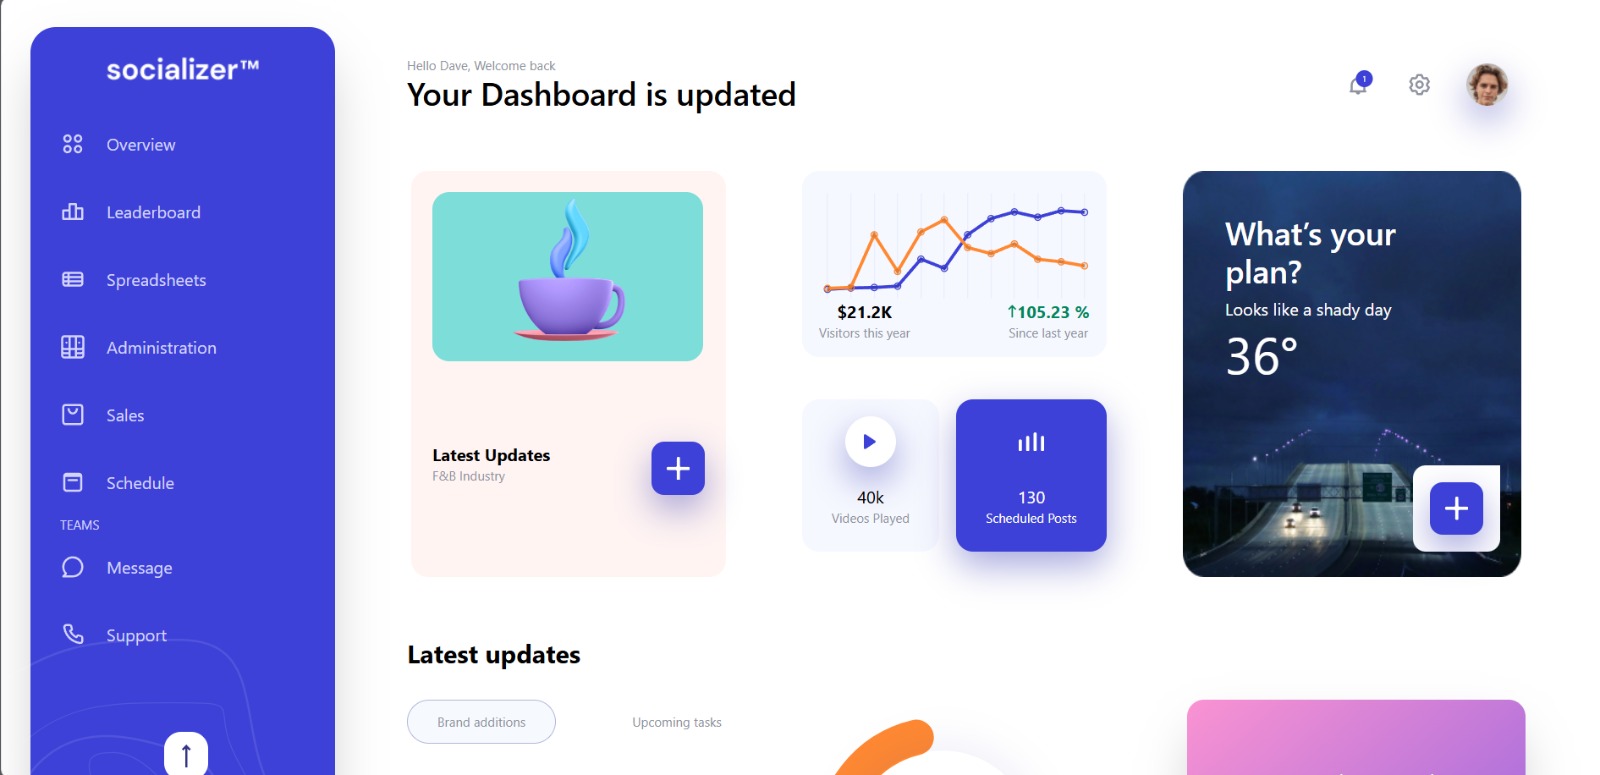 socializer™
Overview
Leaderboard
Spreadsheets
Administration
Sales
Schedule
TEAMS
Message
Support
Hello Dave, Welcome back
Your Dashboard is updated
1
Latest Updates
F&B Industry
$21.2K
Visitors this year
↑105.23 %
Since last year
40k
Videos Played
130
Scheduled Posts
What’s your
plan?
Looks like a shady day
36°
Latest updates
Brand additions
Upcoming tasks